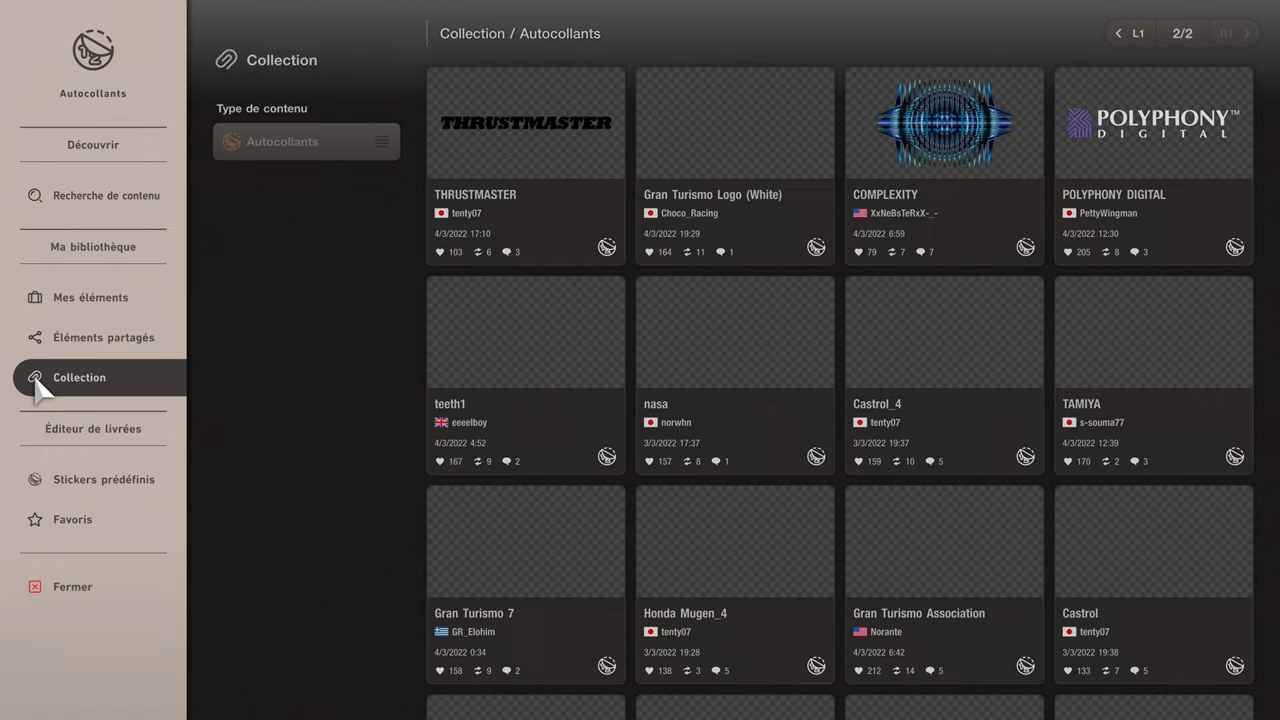 Autocollants
Découvrir
Recherche de contenu
Ma bibliothèque
Mes éléments
Éléments partagés
Collection
Éditeur de livrées
Stickers prédéfinis
Favoris
Fermer
Collection
Type de contenu
Autocollants
Collection / Autocollants
L1 2/2 R1
THRUSTMASTER
THRUSTMASTER
tenty07
4/3/2022 17:10
103 6 3
Gran Turismo Logo (White)
Choco_Racing
4/3/2022 19:29
164 11 1
COMPLEXITY
XxNeBsTeRxX-_-
4/3/2022 6:59
79 7 7
POLYPHONY™
DIGITAL
POLYPHONY DIGITAL
PettyWingman
4/3/2022 12:30
205 8 3
teeth1
eeeelboy
4/3/2022 4:52
167 9 2
nasa
norwhn
3/3/2022 17:37
157 8 1
Castrol_4
tenty07
3/3/2022 19:37
159 10 5
TAMIYA
s-souma77
4/3/2022 12:39
170 2 3
Gran Turismo 7
GR_Elohim
4/3/2022 0:34
158 9 2
Honda Mugen_4
tenty07
3/3/2022 19:28
138 3 5
Gran Turismo Association
Norante
4/3/2022 6:42
212 14 5
Castrol
tenty07
3/3/2022 19:38
133 7 5